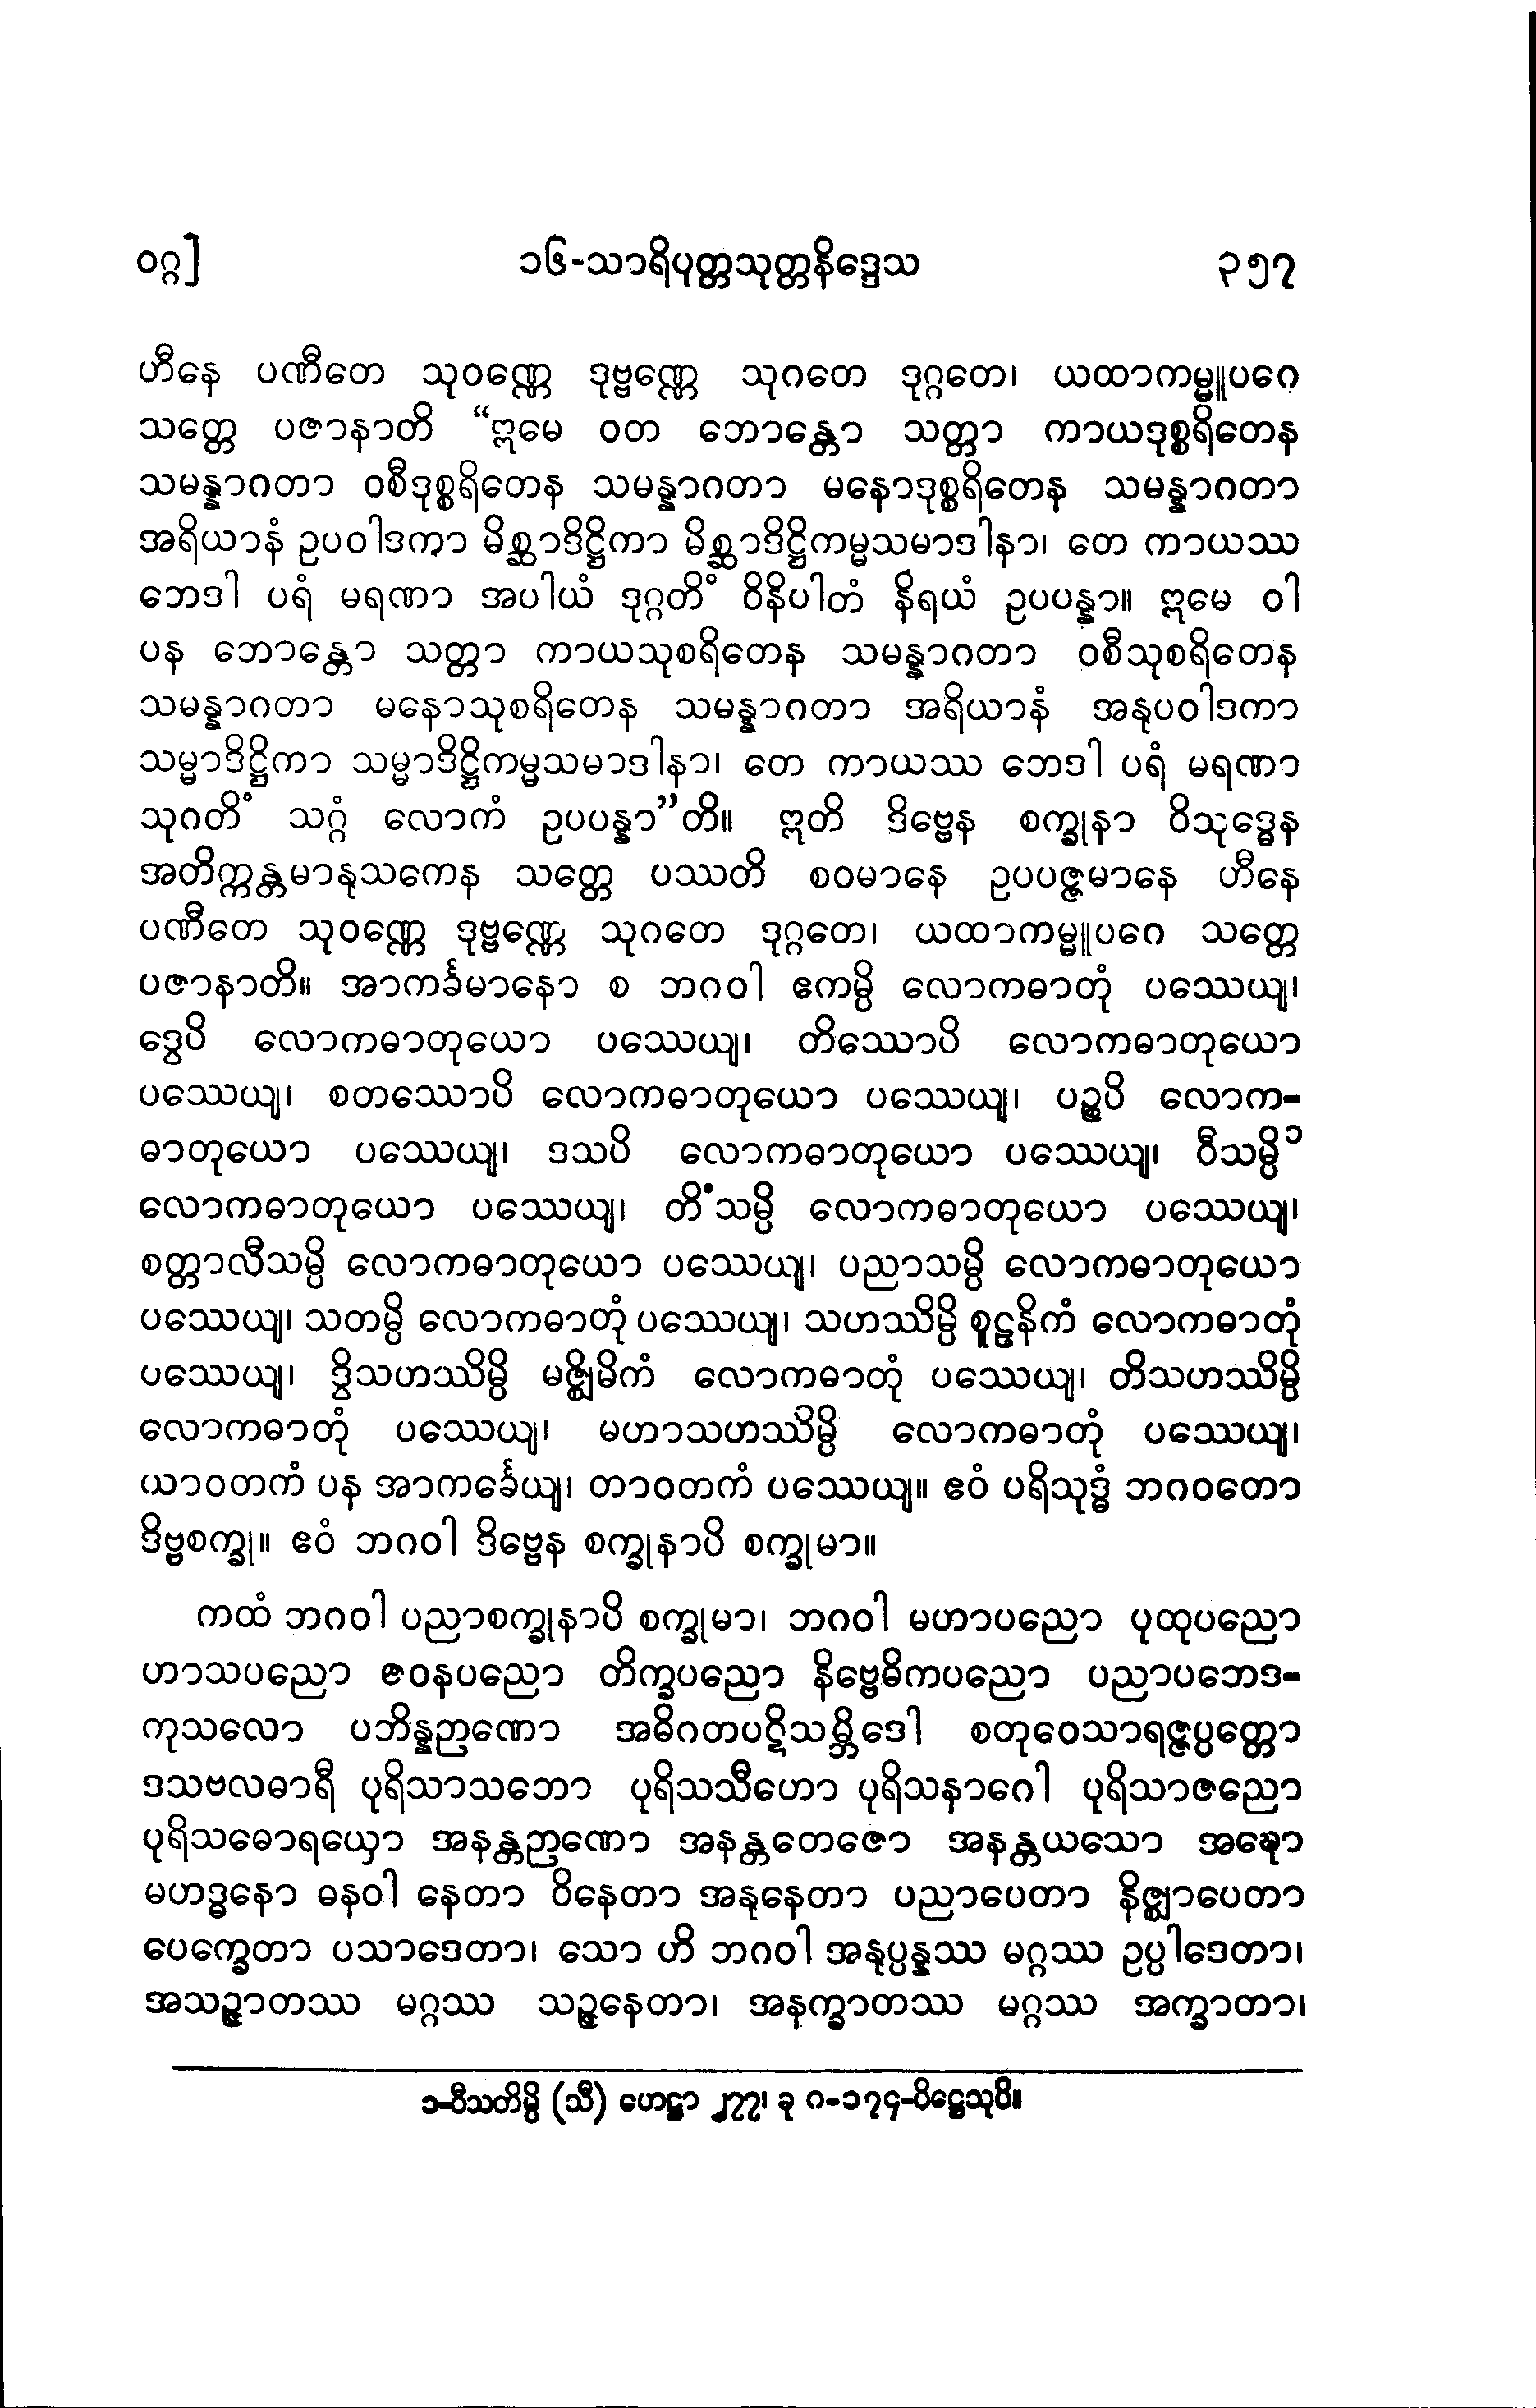 ဝဂ္ဂ] ၁၆-သာရိပုတ္တသုတ္တနိဒ္ဒေသ ၃၅၇
ဟီနေ ပဏီတေ သုဝဏ္ဏေ ဒုဗ္ဗဏ္ဏေ သုဂတေ ဒုဂ္ဂတေ၊ ယထာကမ္မူပဂေ
သတ္တေ ပဇာနာတိ “ဣမေ ဝတ ဘောန္တော သတ္တာ ကာယဒုစ္စရိတေန
သမန္နာဂတာ ဝစီဒုစ္စရိတေန သမန္နာဂတာ မနောဒုစ္စရိတေန သမန္နာဂတာ
အရိယာနံ ဥပဝါဒကာ မိစ္ဆာဒိဋ္ဌိကာ မိစ္ဆာဒိဋ္ဌိကမ္မသမာဒါနာ၊ တေ ကာယဿ
ဘေဒါ ပရံ မရဏာ အပါယံ ဒုဂ္ဂတိံ ဝိနိပါတံ နိရယံ ဥပပန္နာ။ ဣမေ ဝါ
ပန ဘောန္တော သတ္တာ ကာယသုစရိတေန သမန္နာဂတာ ဝစီသုစရိတေန
သမန္နာဂတာ မနောသုစရိတေန သမန္နာဂတာ အရိယာနံ အနုပဝါဒကာ
သမ္မာဒိဋ္ဌိကာ သမ္မာဒိဋ္ဌိကမ္မသမာဒါနာ၊ တေ ကာယဿ ဘေဒါ ပရံ မရဏာ
သုဂတိံ သဂ္ဂံ လောကံ ဥပပန္နာ”တိ။ ဣတိ ဒိဗ္ဗေန စက္ခုနာ ဝိသုဒ္ဓေန
အတိက္ကန္တမာနုသကေန သတ္တေ ပဿတိ စဝမာနေ ဥပပဇ္ဇမာနေ ဟီနေ
ပဏီတေ သုဝဏ္ဏေ ဒုဗ္ဗဏ္ဏေ သုဂတေ ဒုဂ္ဂတေ၊ ယထာကမ္မူပဂေ သတ္တေ
ပဇာနာတိ။ အာကင်္ခမာနော စ ဘဂဝါ ဧကမ္ပိ လောကဓာတုံ ပဿေယျ၊
ဒွေပိ လောကဓာတုယော ပဿေယျ၊ တိဿောပိ လောကဓာတုယော
ပဿေယျ၊ စတဿောပိ လောကဓာတုယော ပဿေယျ၊ ပဉ္စပိ လောက-
ဓာတုယော ပဿေယျ၊ ဒသပိ လောကဓာတုယော ပဿေယျ၊ ဝီသမ္ပိ ၁
လောကဓာတုယော ပဿေယျ၊ တိံသမ္ပိ လောကဓာတုယော ပဿေယျ၊
စတ္တာလီသမ္ပိ လောကဓာတုယော ပဿေယျ၊ ပညာသမ္ပိ လောကဓာတုယော
ပဿေယျ၊ သတမ္ပိ လောကဓာတုံ ပဿေယျ၊ သဟဿိမ္ပိ စူဠနိကံ လောကဓာတုံ
ပဿေယျ၊ ဒွိသဟဿိမ္ပိ မဇ္ဈိမိကံ လောကဓာတုံ ပဿေယျ၊ တိသဟဿိမ္ပိ
လောကဓာတုံ ပဿေယျ၊ မဟာသဟဿိမ္ပိ လောကဓာတုံ ပဿေယျ၊
ယာဝတကံ ပန အာကင်္ခေယျ၊ တာဝတကံ ပဿေယျ။ ဧဝံ ပရိသုဒ္ဓံ ဘဂဝတော
ဒိဗ္ဗစက္ခု။ ဧဝံ ဘဂဝါ ဒိဗ္ဗေန စက္ခုနာပိ စက္ခုမာ။
ကထံ ဘဂဝါ ပညာစက္ခုနာပိ စက္ခုမာ၊ ဘဂဝါ မဟာပညော ပုထုပညော
ဟာသပညော ဇဝနပညော တိက္ခပညော နိဗ္ဗေဓိကပညော ပညာပဘေဒ-
ကုသလော ပဘိန္နဉာဏော အဓိဂတပဋိသမ္ဘိဒေါ စတုဝေသာရဇ္ဇပ္ပတ္တော
ဒသဗလဓာရီ ပုရိသာသဘော ပုရိသသီဟော ပုရိသနာဂေါ ပုရိသာဇညော
ပုရိသဓောရယှော အနန္တဉာဏော အနန္တတေဇော အနန္တယသော အဍ္ဎော
မဟဒ္ဓနော ဓနဝါ နေတာ ဝိနေတာ အနုနေတာ ပညာပေတာ နိဇ္ဈာပေတာ
ပေက္ခေတာ ပသာဒေတာ၊ သော ဟိ ဘဂဝါ အနုပ္ပန္နဿ မဂ္ဂဿ ဥပ္ပါဒေတာ၊
အသဉ္ဇာတဿ မဂ္ဂဿ သဉ္ဇနေတာ၊ အနက္ခာတဿ မဂ္ဂဿ အက္ခာတာ၊
၁-ဝီသတိမ္ပိ (သီ) ဟေဋ္ဌာ ၂၇၇၊ ခု ဂ-၁၇၄-ပိဋ္ဌေသုပိ။